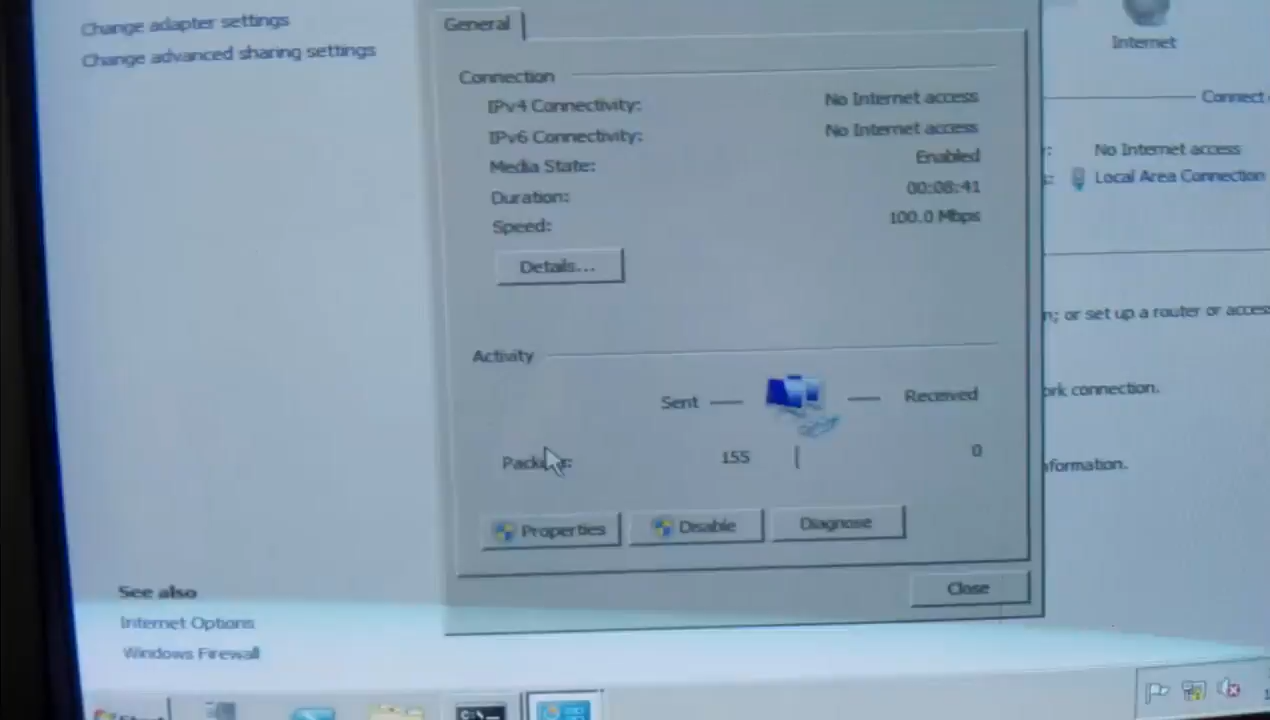 Change adapter settings
Change advanced sharing settings
See also
Internet Options
Windows Firewall
General
Connection
IPv4 Connectivity: No Internet access
IPv6 Connectivity: No Internet access
Media State: Enabled
Duration: 00:08:41
Speed: 100.0 Mbps
Details...
Activity
Sent Received
155 0
Properties Disable Diagnose
Close
Internet
Connect
No Internet access
Local Area Connection
; or set up a router or access
connection.
Start
C:\